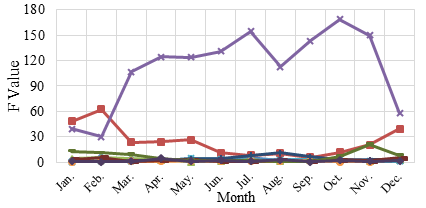 180
150
120
90
60
30
0
F Value
Jan. Feb. Mar. Apr. May. Jun. Jul. Aug. Sep. Oct. Nov. Dec.
Month